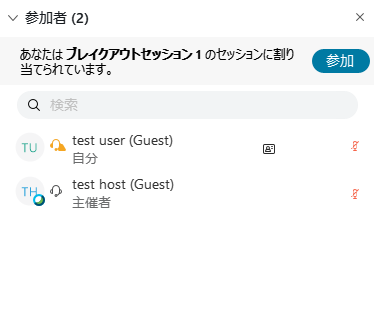 参加者 (2)
あなたは ブレイクアウトセッション 1 のセッションに割り
当てられています。
参加
検索
TU
test user (Guest)
自分
TH
test host (Guest)
主催者